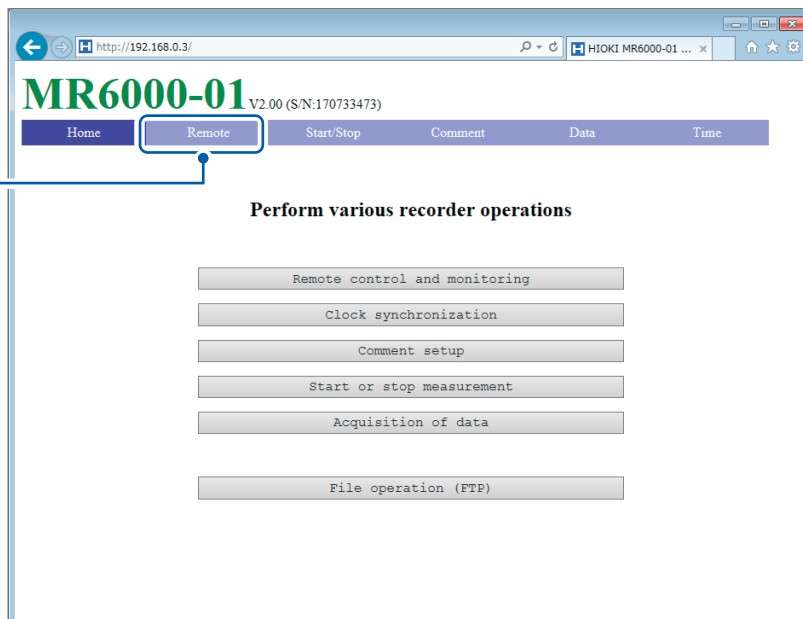 http://192.168.0.3/
HIOKI MR6000-01 ...
MR6000-01 V2.00 (S/N:170733473)
Home Remote Start/Stop Comment Data Time
Perform various recorder operations
Remote control and monitoring
Clock synchronization
Comment setup
Start or stop measurement
Acquisition of data
File operation (FTP)